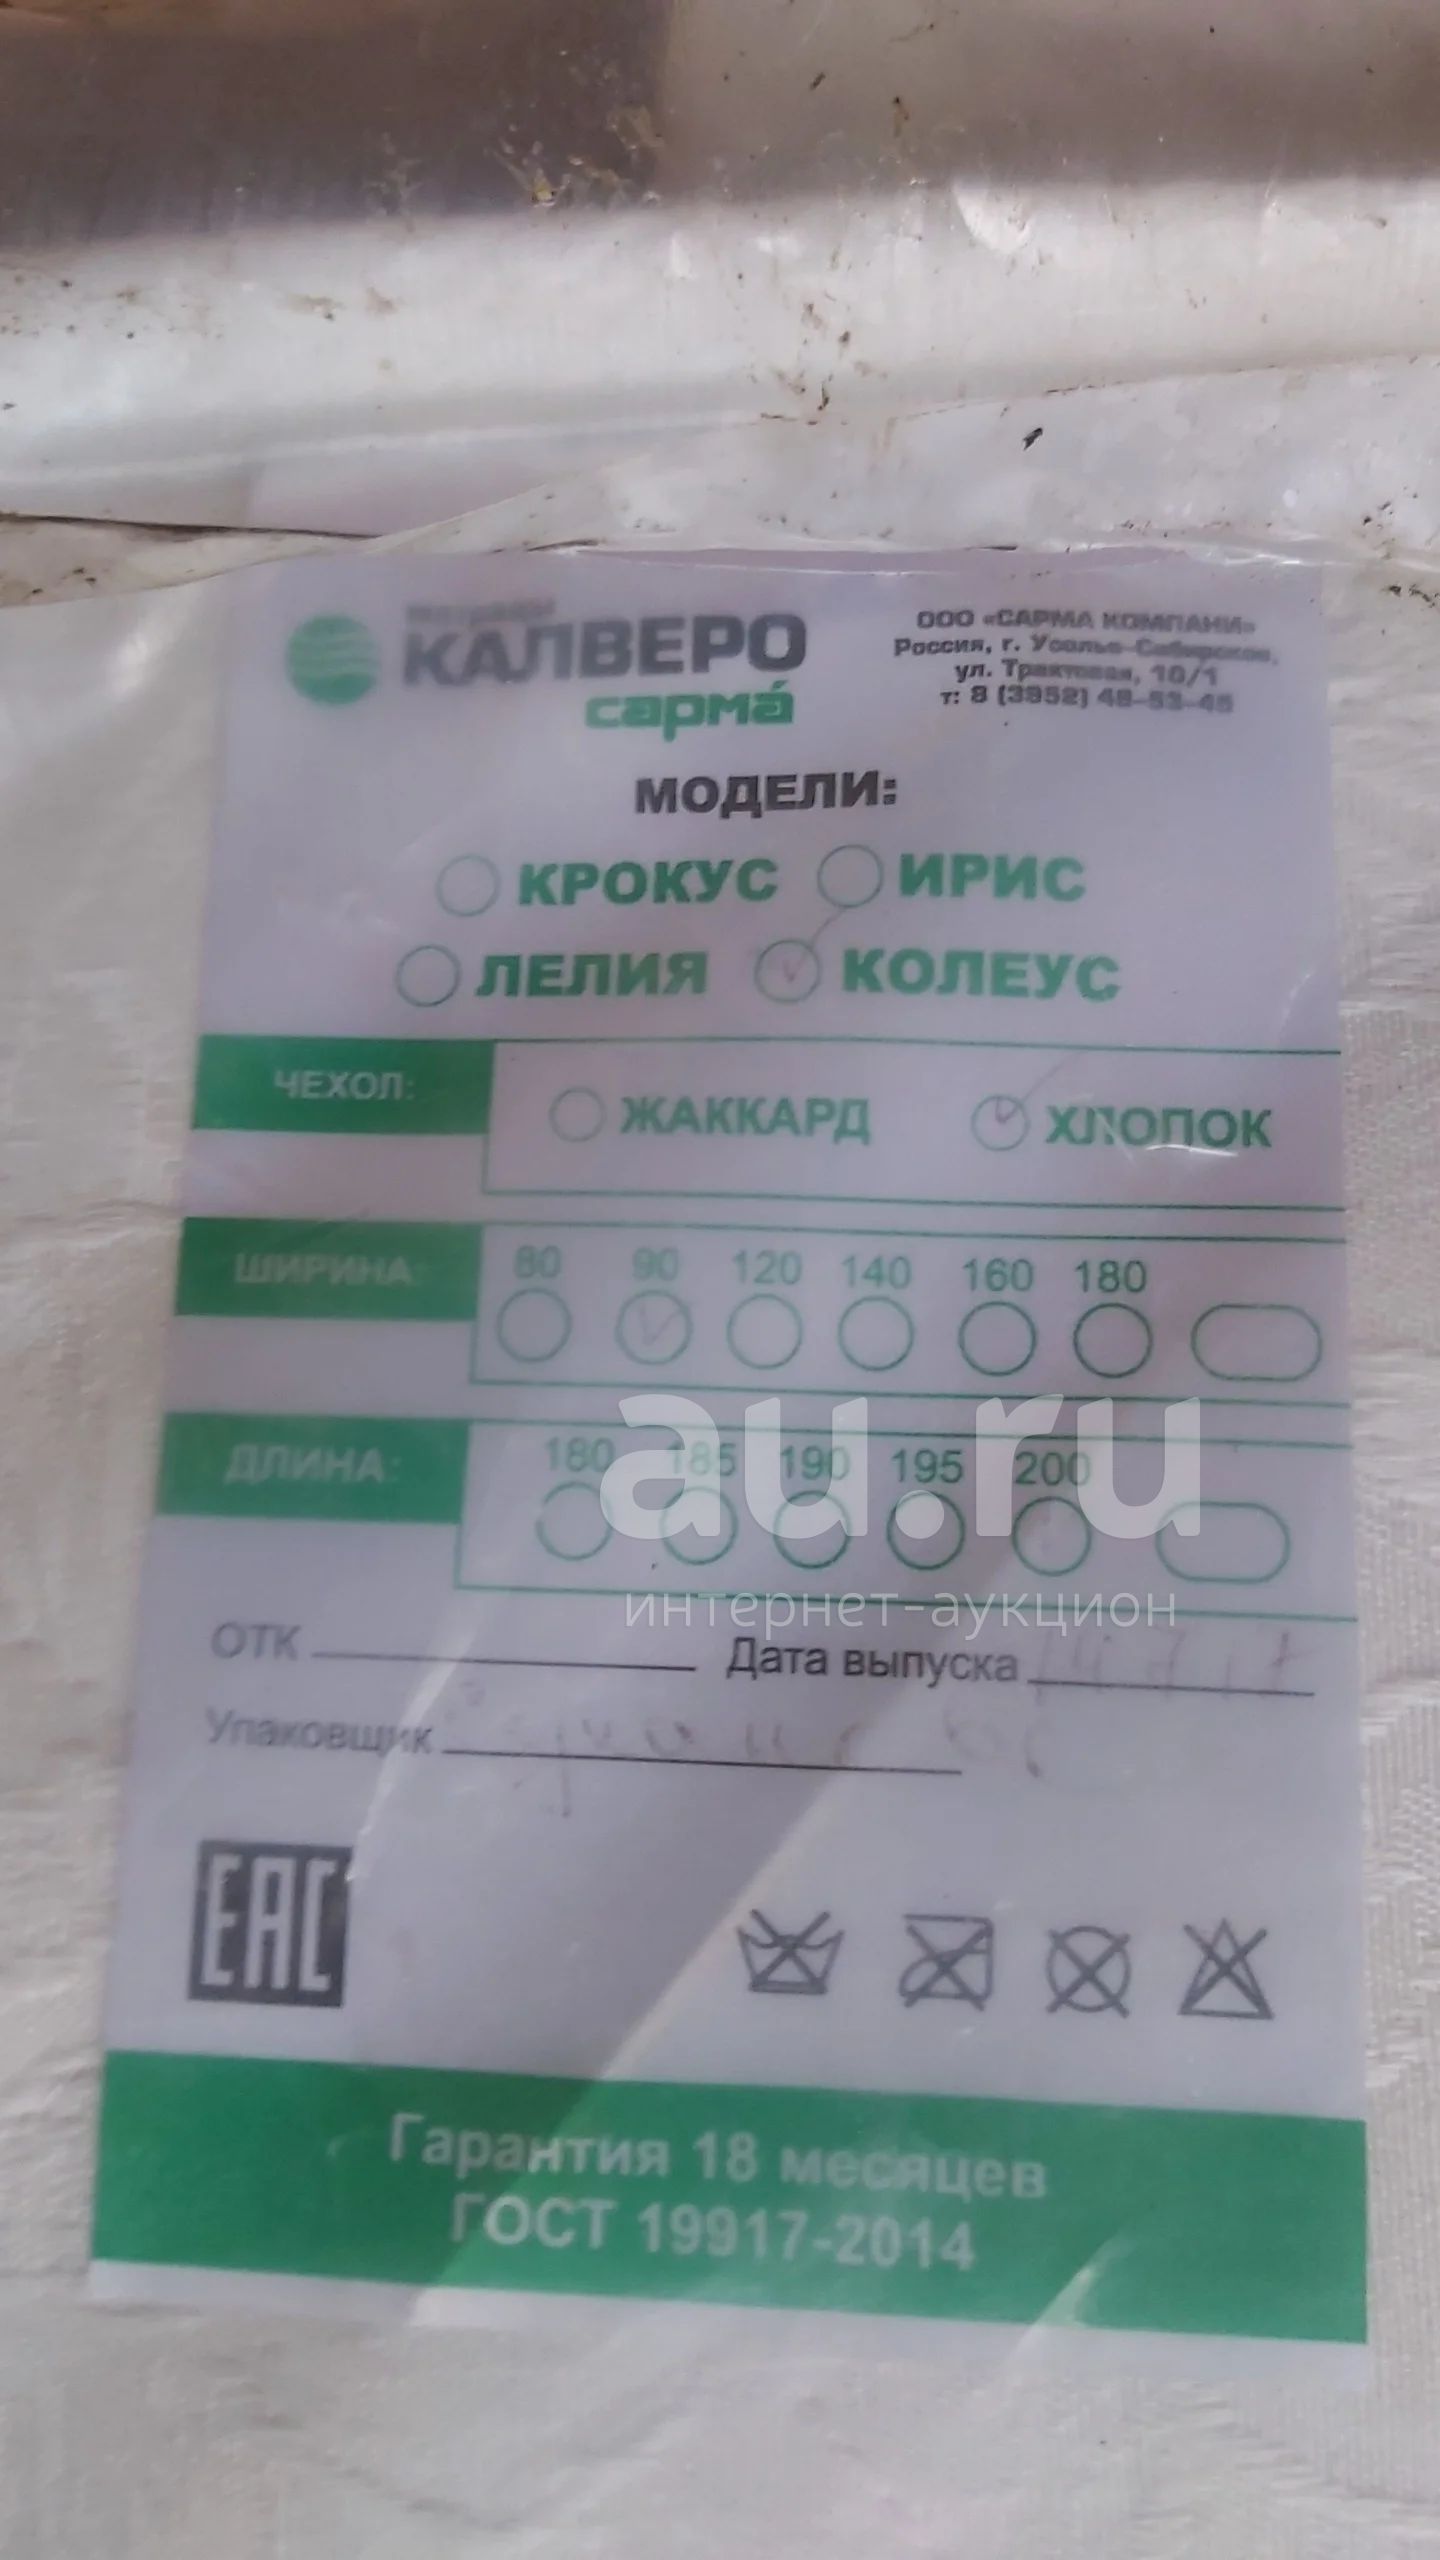 КАЛВЕРО
сарма́
ООО «САРМА КОМПАНИ»
Россия, г. Усолье-Сибирское,
ул. Трактовая, 10/1
т: 8 (3952) 48-53-45
МОДЕЛИ:
КРОКУС ИРИС
ЛЕЛИЯ КОЛЕУС
ЧЕХОЛ: ЖАККАРД ХЛОПОК
ШИРИНА: 80 90 120 140 160 180
ДЛИНА: 180 185 190 195 200
au.ru
интернет-аукцион
ОТК Дата выпуска
Упаковщик
EAC
Гарантия 18 месяцев
ГОСТ 19917-2014